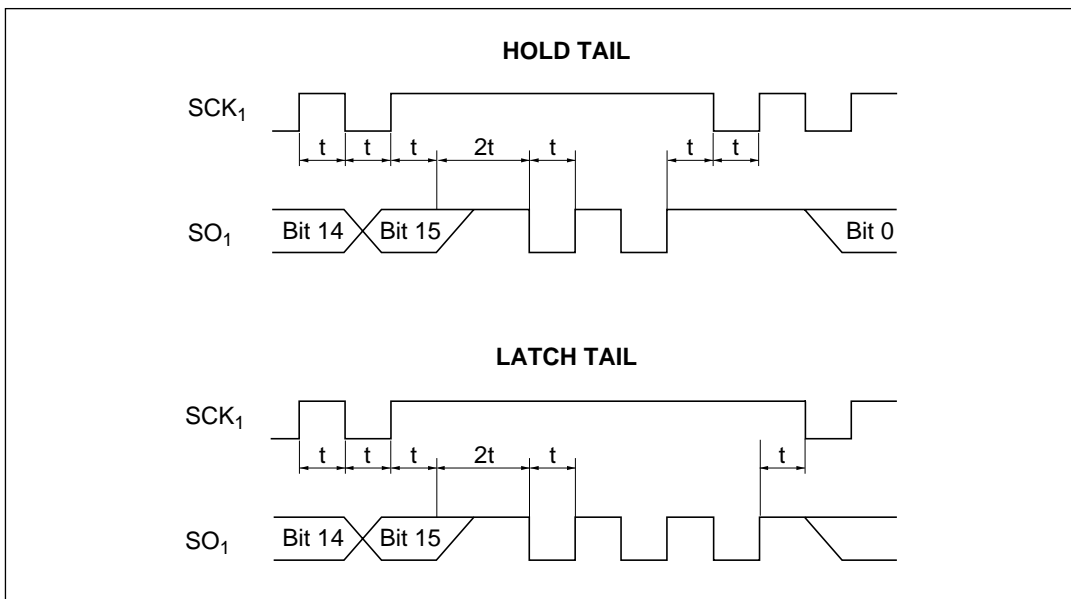 HOLD TAIL
SCK1
t t t 2t t t t
SO1 Bit 14 Bit 15 Bit 0
LATCH TAIL
SCK1
t t t 2t t t
SO1 Bit 14 Bit 15